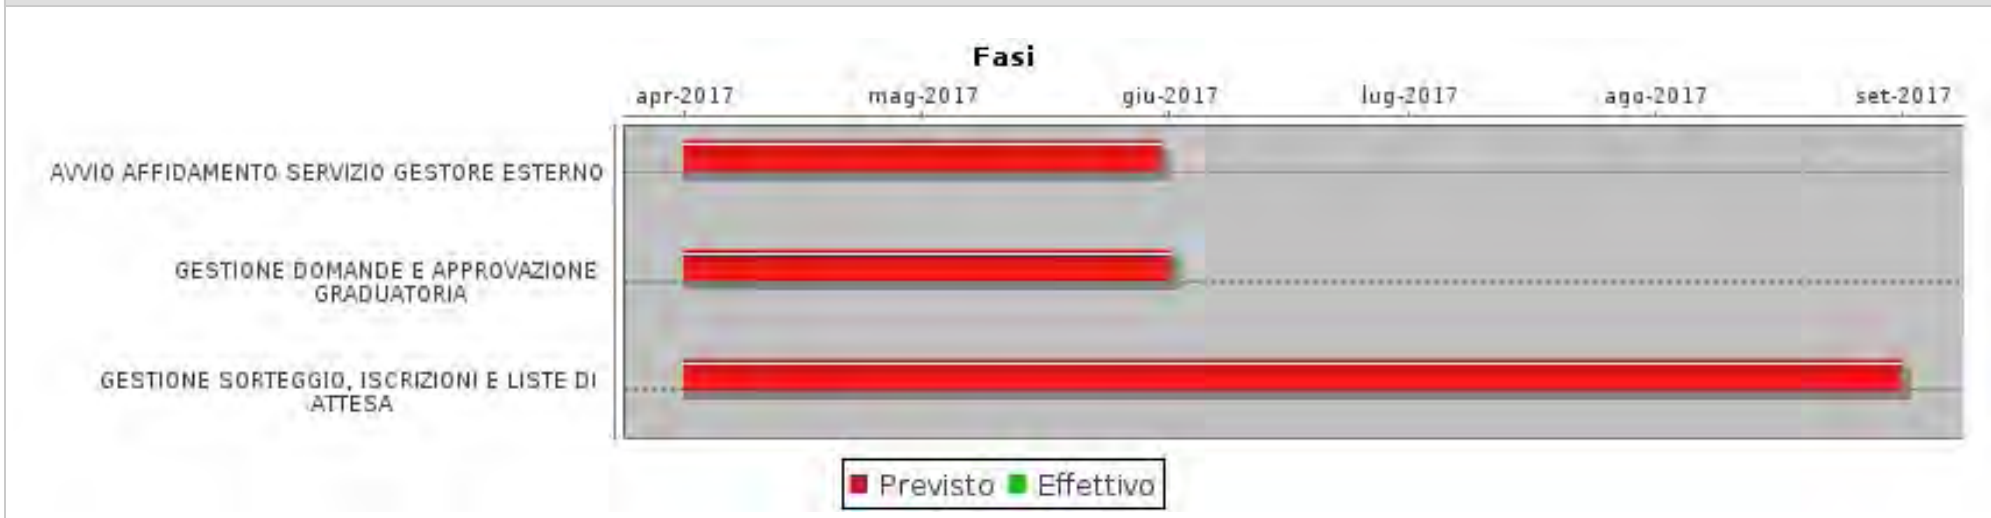 Fasi
apr-2017 mag-2017 giu-2017 lug-2017 ago-2017 set-2017
AVVIO AFFIDAMENTO SERVIZIO GESTORE ESTERNO
GESTIONE DOMANDE E APPROVAZIONE
GRADUATORIA
GESTIONE SORTEGGIO, ISCRIZIONI E LISTE DI
ATTESA
Previsto Effettivo